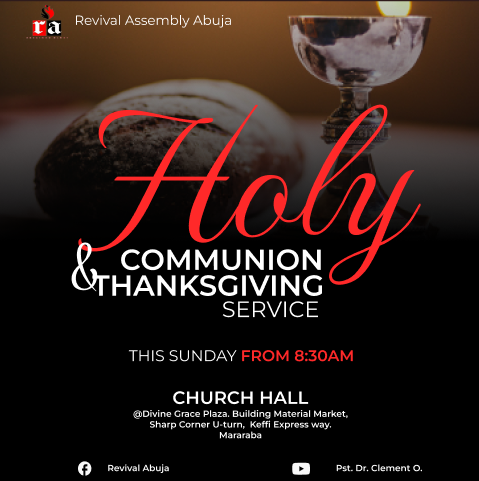 ra
Revival Assembly Abuja
Holy
COMMUNION
& THANKSGIVING
SERVICE
THIS SUNDAY FROM 8:30AM
CHURCH HALL
@Divine Grace Plaza. Building Material Market,
Sharp Corner U-turn, Keffi Express way.
Mararaba
Revival Abuja
Pst. Dr. Clement O.